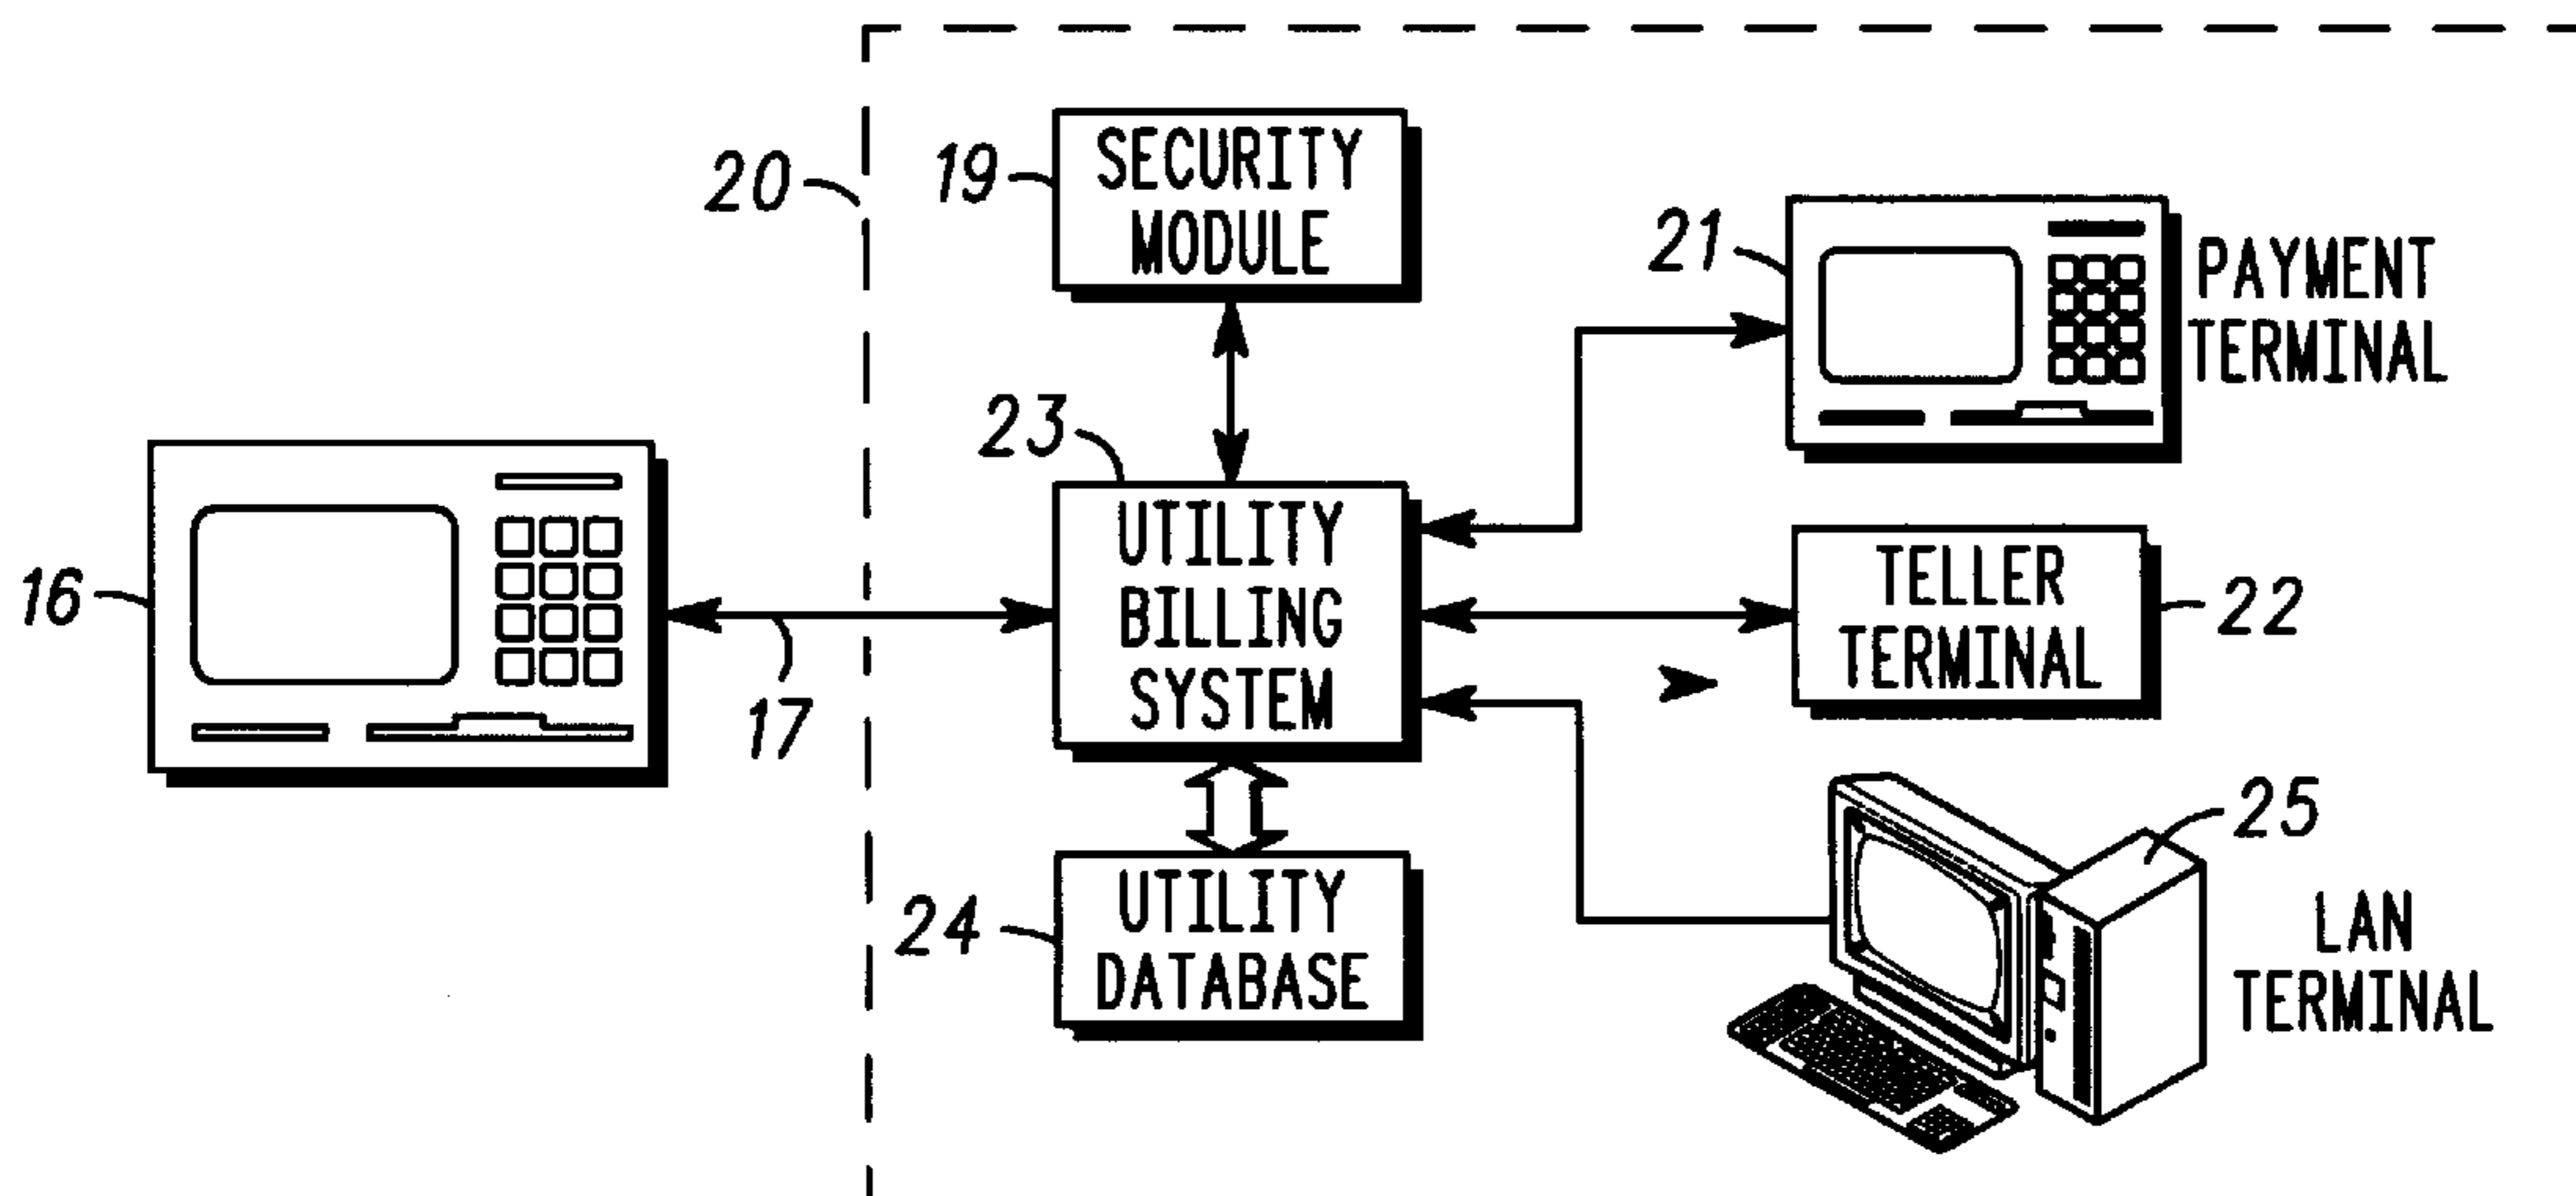 20
19
SECURITY
MODULE
21
PAYMENT
TERMINAL
23
16
17
UTILITY
BILLING
SYSTEM
TELLER
TERMINAL
22
24
UTILITY
DATABASE
25
LAN
TERMINAL